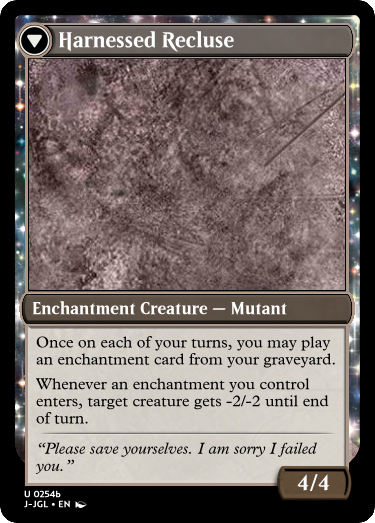 Harnessed Recluse
Enchantment Creature — Mutant
Once on each of your turns, you may play
an enchantment card from your graveyard.
Whenever an enchantment you control
enters, target creature gets -2/-2 until end
of turn.
“Please save yourselves. I am sorry I failed
you.”
4/4
U 0254b
J-JGL • EN